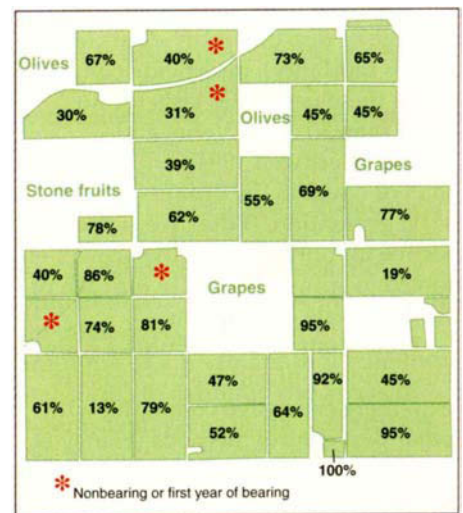 67% 40% * 73% 65%
Olives
30% 31% * Olives 45% 45%
39%
Grapes
Stone fruits 55% 69%
62% 77%
78%
40% 86% * Grapes 19%
* 74% 81% 95%
47% 92% 45%
61% 13% 79% 64%
52% 95%
100%
* Nonbearing or first year of bearing